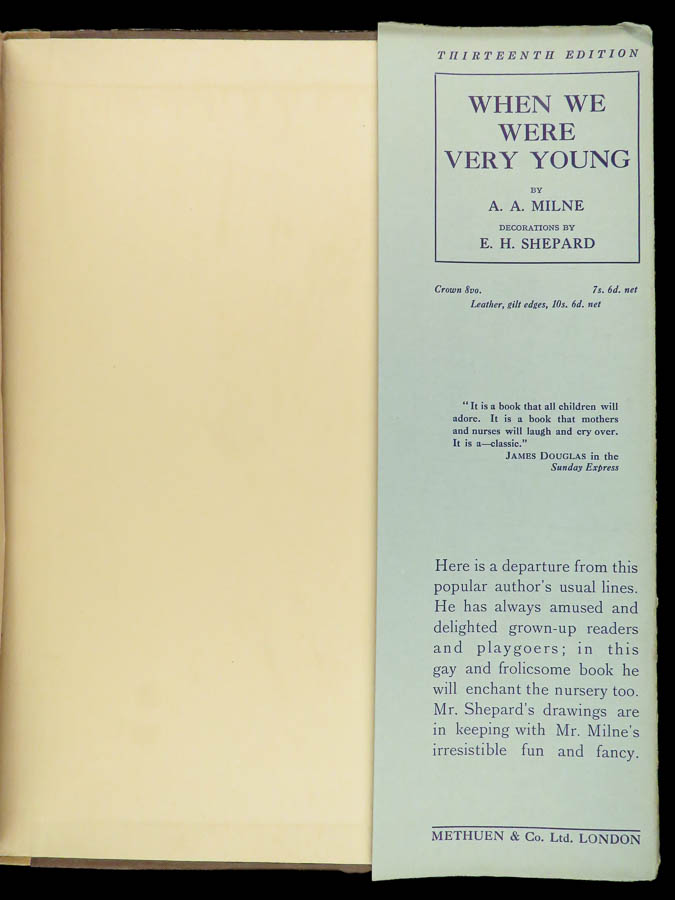 THIRTEENTH EDITION
WHEN WE
WERE
VERY YOUNG
BY
A. A. MILNE
DECORATIONS BY
E. H. SHEPARD
Crown 8vo. 7s. 6d. net
Leather, gilt edges, 10s. 6d. net
"It is a book that all children will
adore. It is a book that mothers
and nurses will laugh and cry over.
It is a—classic."
JAMES DOUGLAS in the
Sunday Express
Here is a departure from this
popular author's usual lines.
He has always amused and
delighted grown-up readers
and playgoers; in this
gay and frolicsome book he
will enchant the nursery too.
Mr. Shepard's drawings are
in keeping with Mr. Milne's
irresistible fun and fancy.
METHUEN & Co. Ltd. LONDON